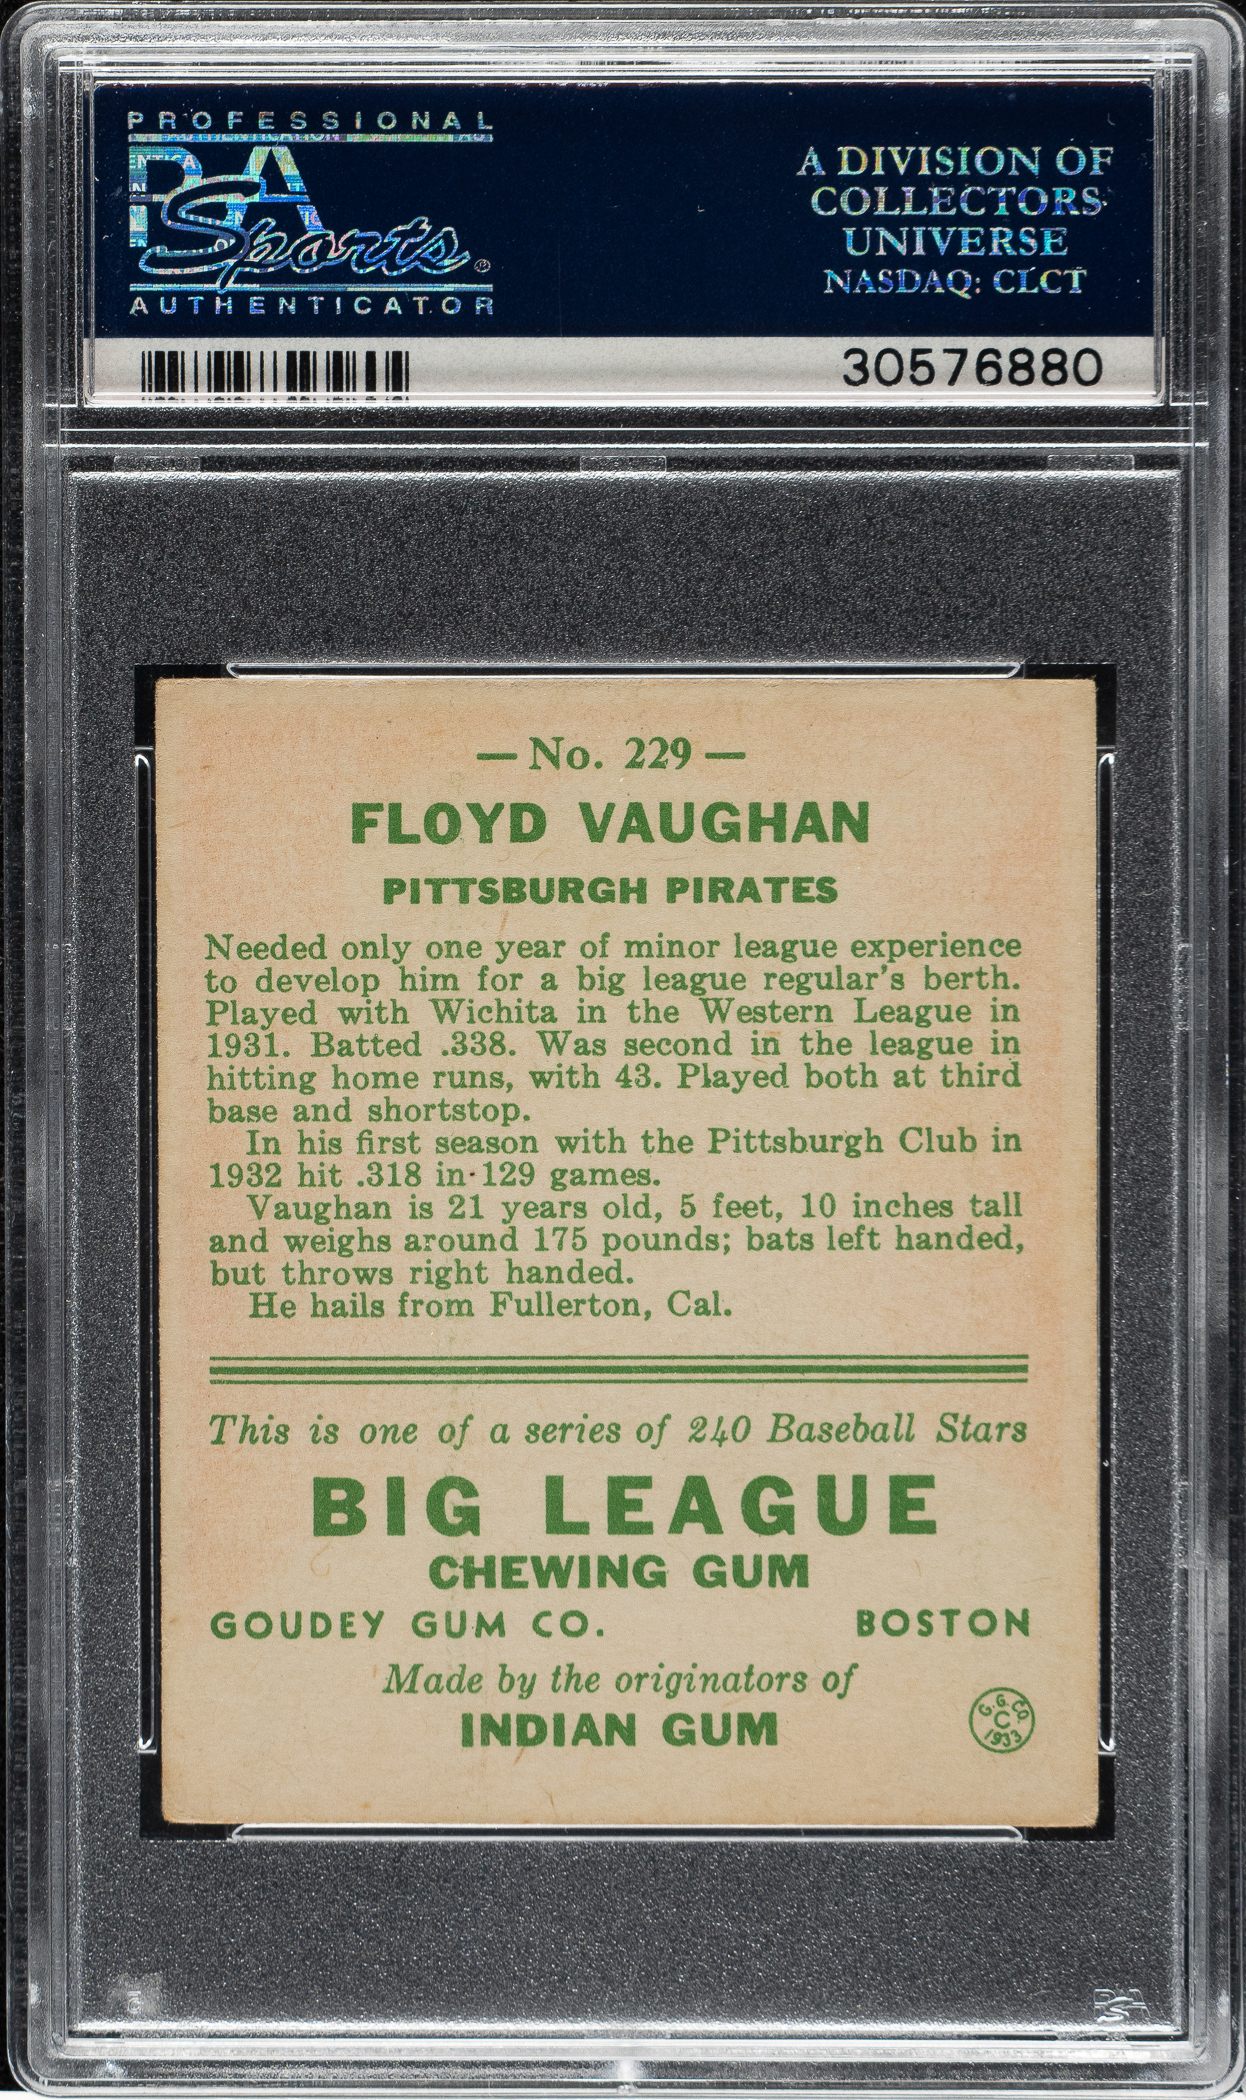 PROFESSIONAL
PSA
Sports®
AUTHENTICATOR
A DIVISION OF
COLLECTORS
UNIVERSE
NASDAQ: CLCT
30576880
— No. 229 —
FLOYD VAUGHAN
PITTSBURGH PIRATES
Needed only one year of minor league experience
to develop him for a big league regular's berth.
Played with Wichita in the Western League in
1931. Batted .338. Was second in the league in
hitting home runs, with 43. Played both at third
base and shortstop.
In his first season with the Pittsburgh Club in
1932 hit .318 in 129 games.
Vaughan is 21 years old, 5 feet, 10 inches tall
and weighs around 175 pounds; bats left handed,
but throws right handed.
He hails from Fullerton, Cal.
This is one of a series of 240 Baseball Stars
BIG LEAGUE
CHEWING GUM
GOUDEY GUM CO. BOSTON
Made by the originators of
INDIAN GUM
G.G.CO.
C
1933
PSA